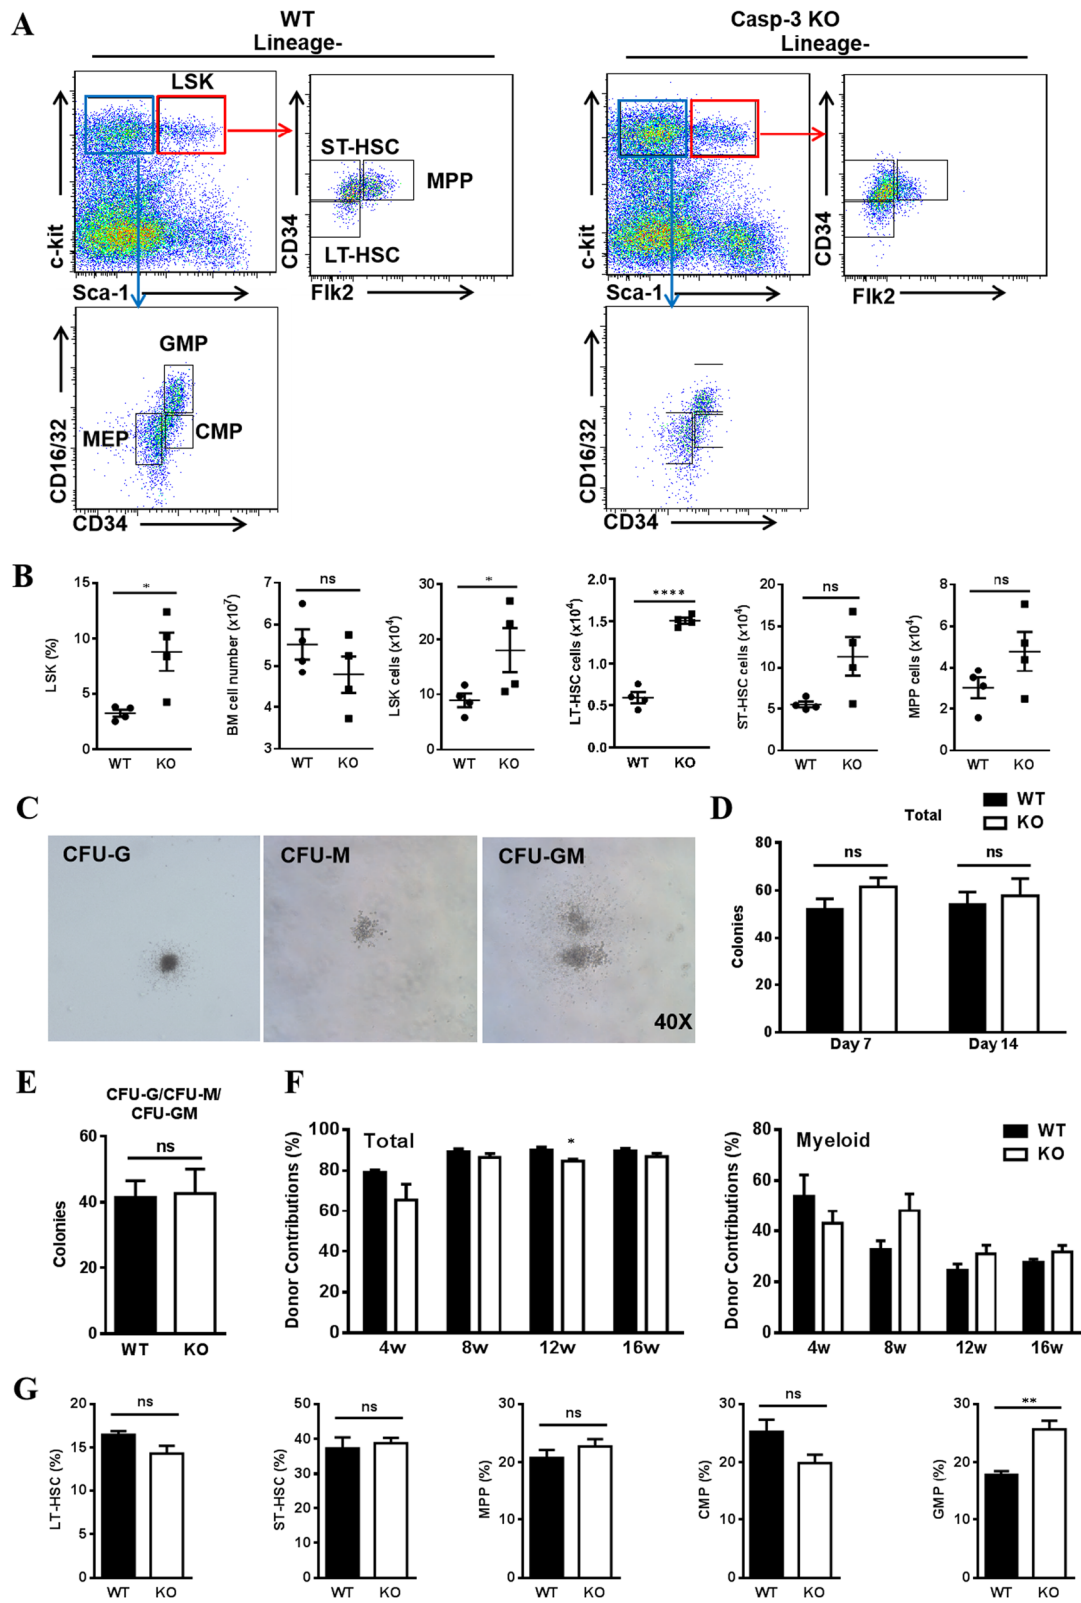 A
WT
Lineage-
Casp-3 KO
Lineage-
LSK
c-kit
Sca-1
CD34
ST-HSC
MPP
LT-HSC
Flk2
c-kit
Sca-1
CD34
Flk2
GMP
MEP
CMP
CD16/32
CD34
CD16/32
CD34
B
LSK (%)
15
10
5
0
*
WT KO
BM cell number (x10⁷)
7
6
5
4
3
ns
WT KO
LSK cells (x10⁴)
30
20
10
0
*
WT KO
LT-HSC cells (x10⁴)
2.0
1.5
1.0
0.5
0.0
****
WT KO
ST-HSC cells (x10⁴)
20
15
10
5
0
ns
WT KO
MPP cells (x10⁴)
8
6
4
2
0
ns
WT KO
C
CFU-G
CFU-M
CFU-GM
40X
D
Total
WT
KO
Colonies
80
60
40
20
0
ns
ns
Day 7 Day 14
E
CFU-G/CFU-M/
CFU-GM
Colonies
60
40
20
0
ns
WT KO
F
Donor Contributions (%)
Total
100
80
60
40
20
0
*
4w 8w 12w 16w
Donor Contributions (%)
Myeloid
80
60
40
20
0
WT
KO
4w 8w 12w 16w
G
LT-HSC (%)
20
15
10
5
0
ns
WT KO
ST-HSC (%)
50
40
30
20
10
0
ns
WT KO
MPP (%)
30
20
10
0
ns
WT KO
CMP (%)
30
20
10
0
ns
WT KO
GMP (%)
30
20
10
0
**
WT KO